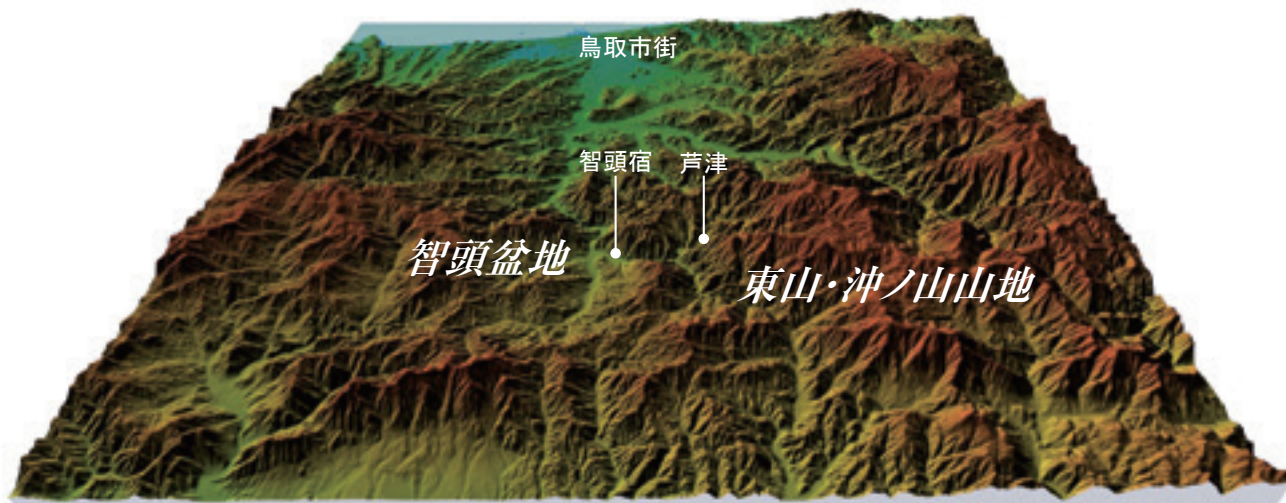 鳥取市街
智頭宿
芦津
智頭盆地
東山・沖ノ山山地